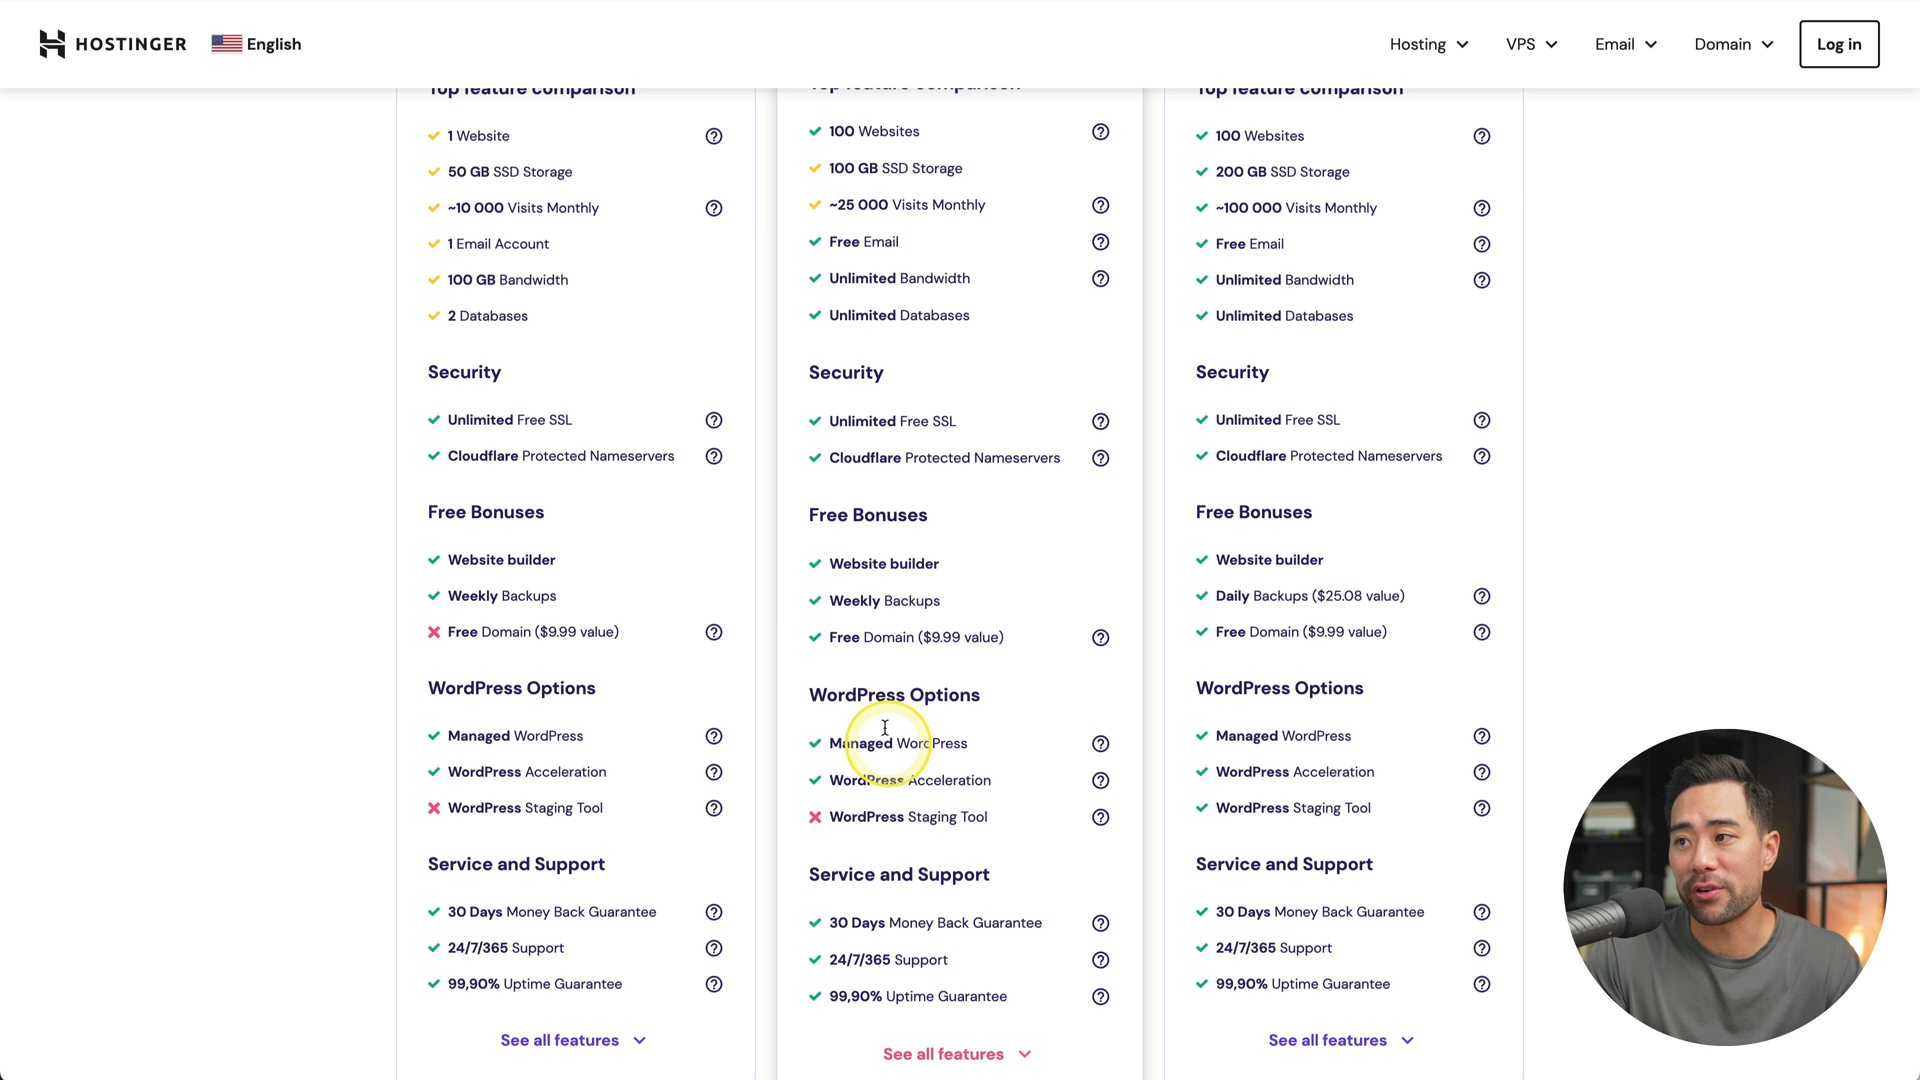 HOSTINGER
English
Hosting
VPS
Email
Domain
Log in
Top feature comparison
1 Website
50 GB SSD Storage
~10 000 Visits Monthly
1 Email Account
100 GB Bandwidth
2 Databases
Security
Unlimited Free SSL
Cloudflare Protected Nameservers
Free Bonuses
Website builder
Weekly Backups
Free Domain ($9.99 value)
WordPress Options
Managed WordPress
WordPress Acceleration
WordPress Staging Tool
Service and Support
30 Days Money Back Guarantee
24/7/365 Support
99,90% Uptime Guarantee
See all features
Top feature comparison
100 Websites
100 GB SSD Storage
~25 000 Visits Monthly
Free Email
Unlimited Bandwidth
Unlimited Databases
Security
Unlimited Free SSL
Cloudflare Protected Nameservers
Free Bonuses
Website builder
Weekly Backups
Free Domain ($9.99 value)
WordPress Options
Managed WordPress
WordPress Acceleration
WordPress Staging Tool
Service and Support
30 Days Money Back Guarantee
24/7/365 Support
99,90% Uptime Guarantee
See all features
Top feature comparison
100 Websites
200 GB SSD Storage
~100 000 Visits Monthly
Free Email
Unlimited Bandwidth
Unlimited Databases
Security
Unlimited Free SSL
Cloudflare Protected Nameservers
Free Bonuses
Website builder
Daily Backups ($25.08 value)
Free Domain ($9.99 value)
WordPress Options
Managed WordPress
WordPress Acceleration
WordPress Staging Tool
Service and Support
30 Days Money Back Guarantee
24/7/365 Support
99,90% Uptime Guarantee
See all features